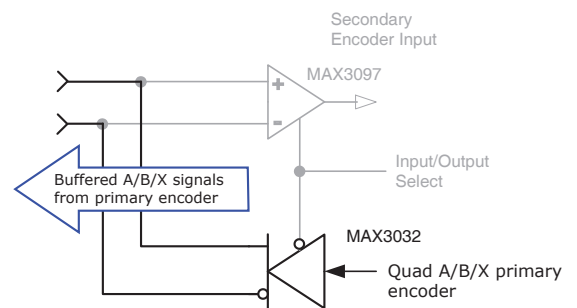 Secondary
Encoder Input
MAX3097
+
-
Buffered A/B/X signals
from primary encoder
Input/Output
Select
MAX3032
Quad A/B/X primary
encoder